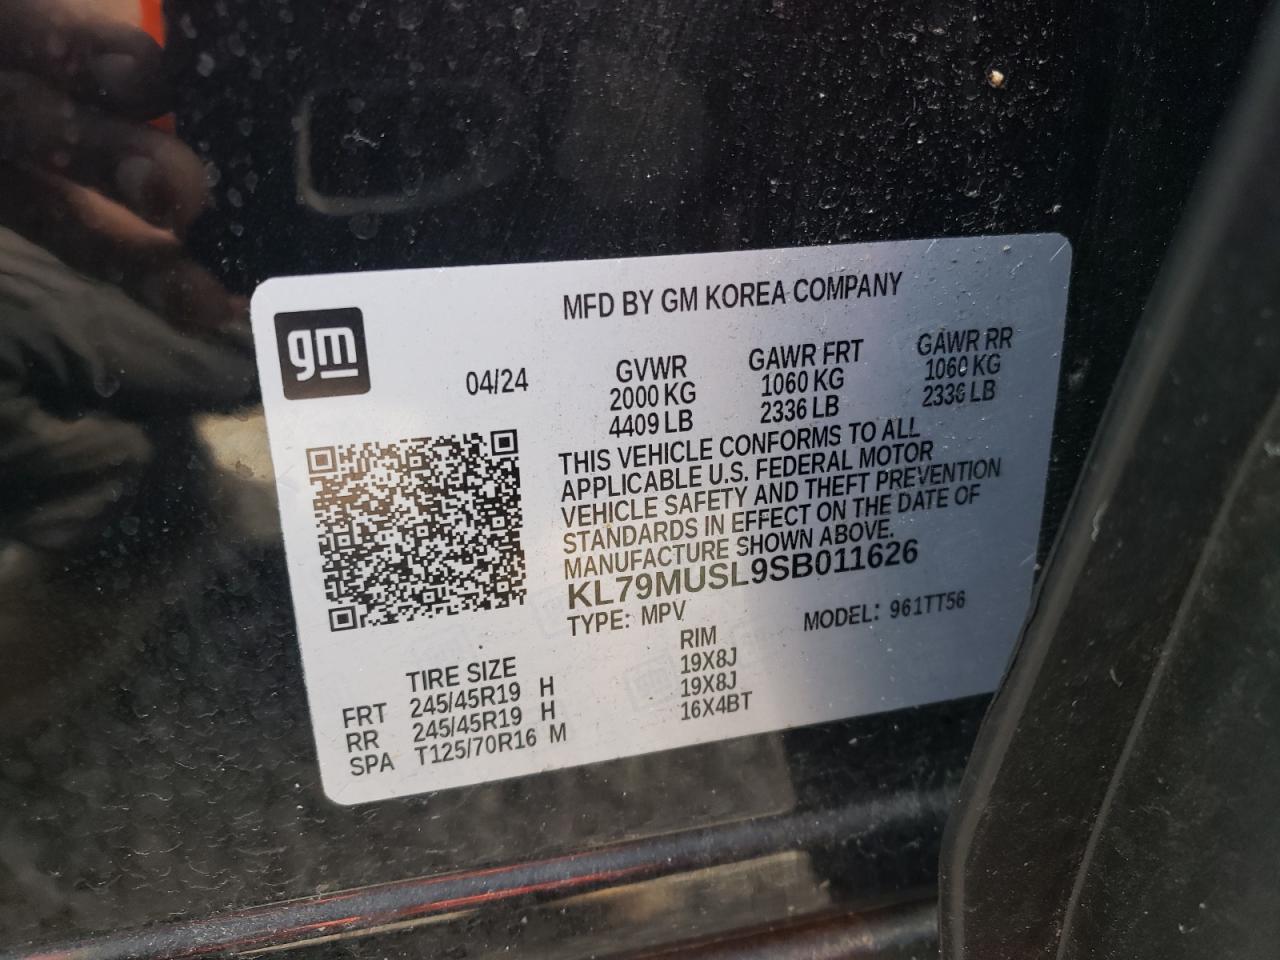 gm
MFD BY GM KOREA COMPANY
04/24
GVWR GAWR FRT GAWR RR
2000 KG 1060 KG 1060 KG
4409 LB 2336 LB 2336 LB
THIS VEHICLE CONFORMS TO ALL
APPLICABLE U.S. FEDERAL MOTOR
VEHICLE SAFETY AND THEFT PREVENTION
STANDARDS IN EFFECT ON THE DATE OF
MANUFACTURE SHOWN ABOVE.
KL79MUSL9SB011626
TYPE: MPV MODEL: 961TT56
TIRE SIZE RIM
FRT 245/45R19 H 19X8J
RR 245/45R19 H 19X8J
SPA T125/70R16 M 16X4BT